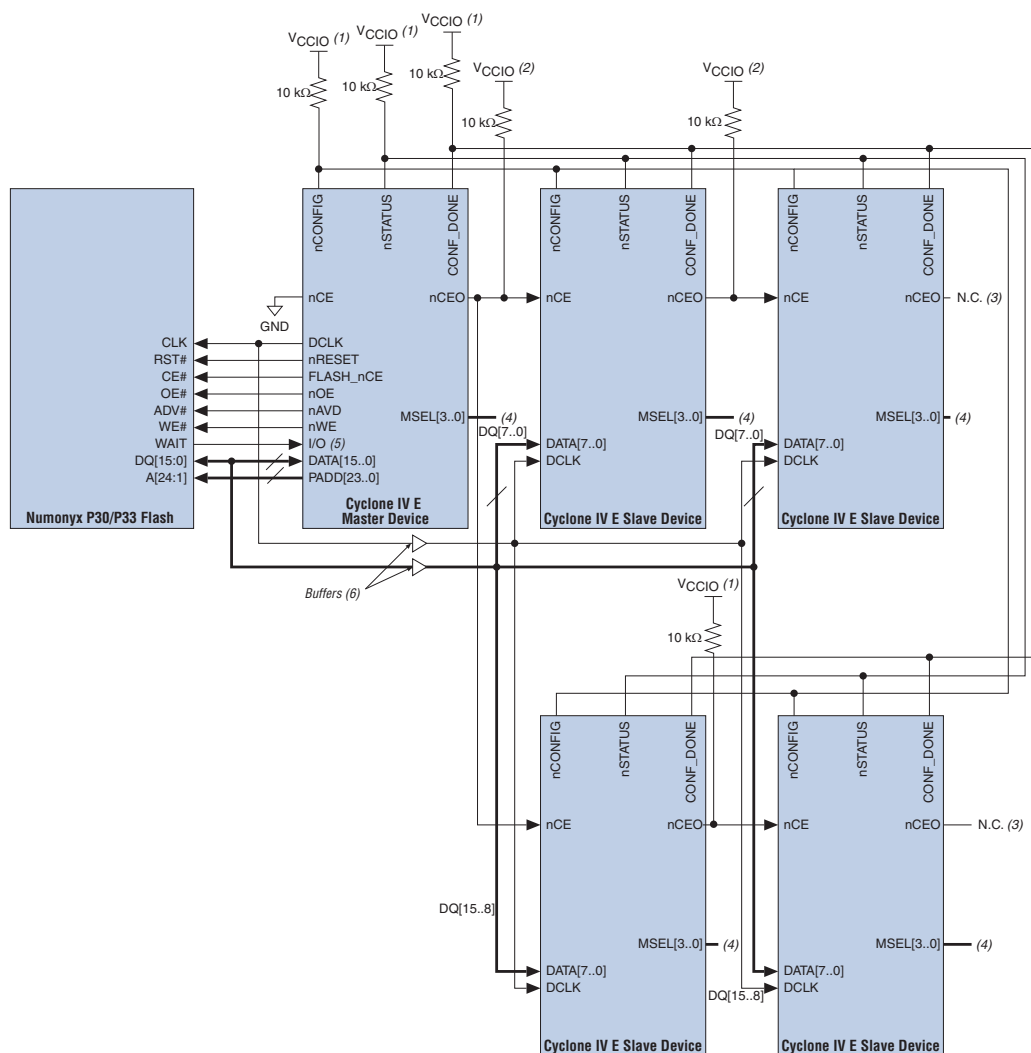 VCCIO (1)
VCCIO (1)
VCCIO (1)
VCCIO (2)
VCCIO (2)
10 kΩ
10 kΩ
10 kΩ
10 kΩ
10 kΩ
nCONFIG
nSTATUS
CONF_DONE
nCONFIG
nSTATUS
CONF_DONE
nCONFIG
nSTATUS
CONF_DONE
nCE
nCEO
nCE
nCEO
nCE
nCEO
N.C. (3)
GND
CLK
DCLK
RST#
nRESET
CE#
FLASH_nCE
OE#
nOE
ADV#
nAVD
WE#
nWE
WAIT
I/O (5)
DQ[15:0]
DATA[15..0]
A[24:1]
PADD[23..0]
MSEL[3..0]
(4)
MSEL[3..0]
(4)
MSEL[3..0]
(4)
DQ[7..0]
DATA[7..0]
DCLK
DQ[7..0]
DATA[7..0]
DCLK
Numonyx P30/P33 Flash
Cyclone IV E
Master Device
Cyclone IV E Slave Device
Cyclone IV E Slave Device
Buffers (6)
VCCIO (1)
10 kΩ
nCONFIG
nSTATUS
CONF_DONE
nCONFIG
nSTATUS
CONF_DONE
nCE
nCEO
nCE
nCEO
N.C. (3)
DQ[15..8]
MSEL[3..0]
(4)
MSEL[3..0]
(4)
DATA[7..0]
DCLK
DQ[15..8]
DATA[7..0]
DCLK
Cyclone IV E Slave Device
Cyclone IV E Slave Device